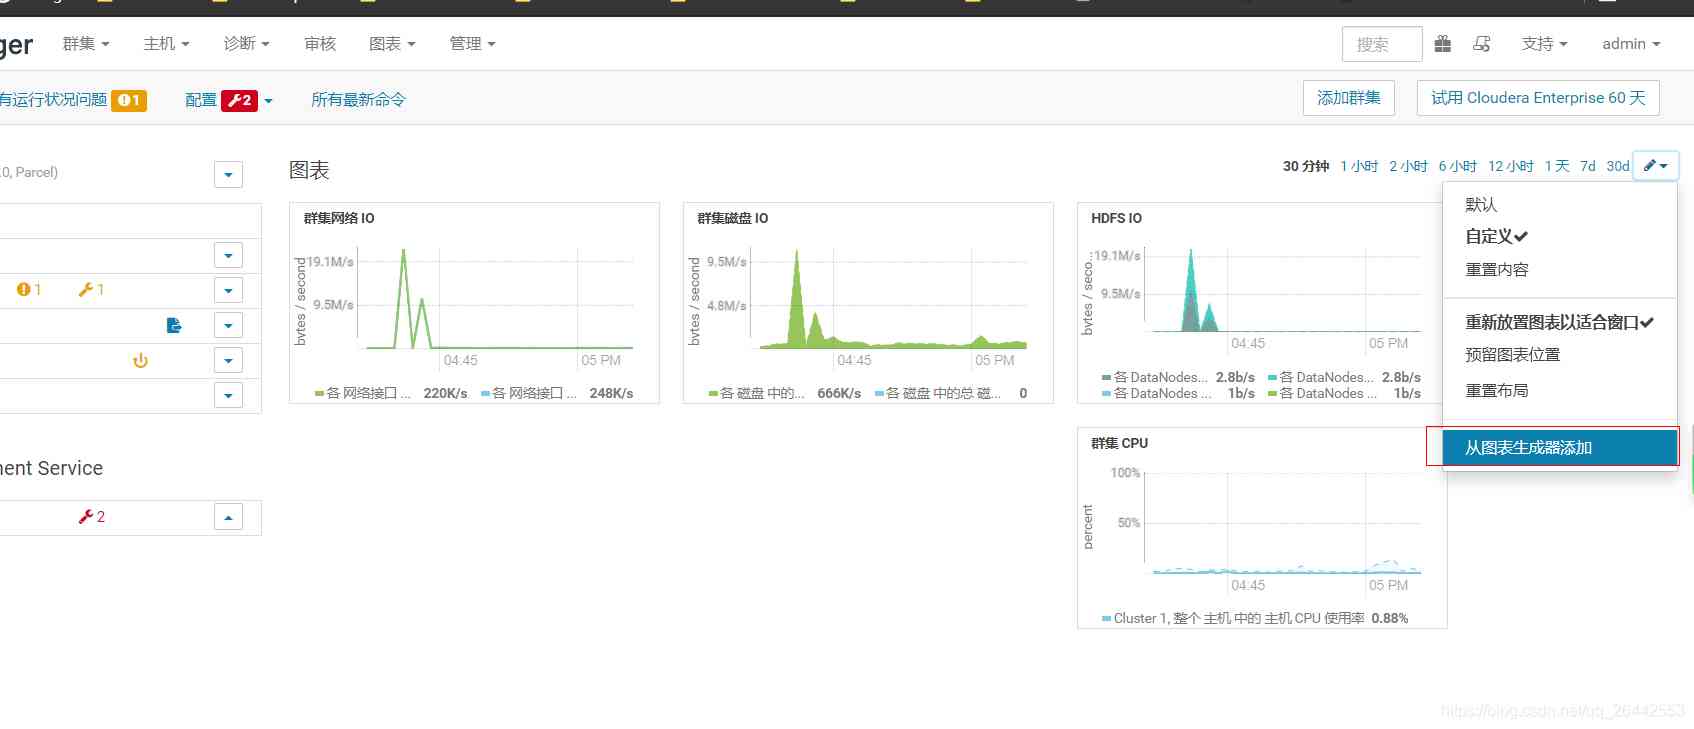 ger 群集 主机 诊断 审核 图表 管理 搜索 支持 admin
有运行状况问题 1 配置 2 所有最新命令 添加群集 试用 Cloudera Enterprise 60 天
.0, Parcel)
图表 30 分钟 1 小时 2 小时 6 小时 12 小时 1 天 7d 30d
1 1
ment Service
2
群集网络 IO
bytes / second
19.1M/s
9.5M/s
04:45 05 PM
各 网络接口 ... 220K/s 各 网络接口 ... 248K/s
群集磁盘 IO
bytes / second
9.5M/s
4.8M/s
04:45 05 PM
各 磁盘 中的... 666K/s 各 磁盘 中的总 磁... 0
HDFS IO
bytes / seco...
19.1M/s
9.5M/s
04:45 05 PM
各 DataNodes... 2.8b/s 各 DataNodes... 2.8b/s
各 DataNodes ... 1b/s 各 DataNodes ... 1b/s
群集 CPU
percent
100%
50%
04:45 05 PM
Cluster 1, 整个 主机 中的 主机 CPU 使用率 0.88%
默认
自定义
重置内容
重新放置图表以适合窗口
预留图表位置
重置布局
从图表生成器添加
https://blog.csdn.net/qq_26442553